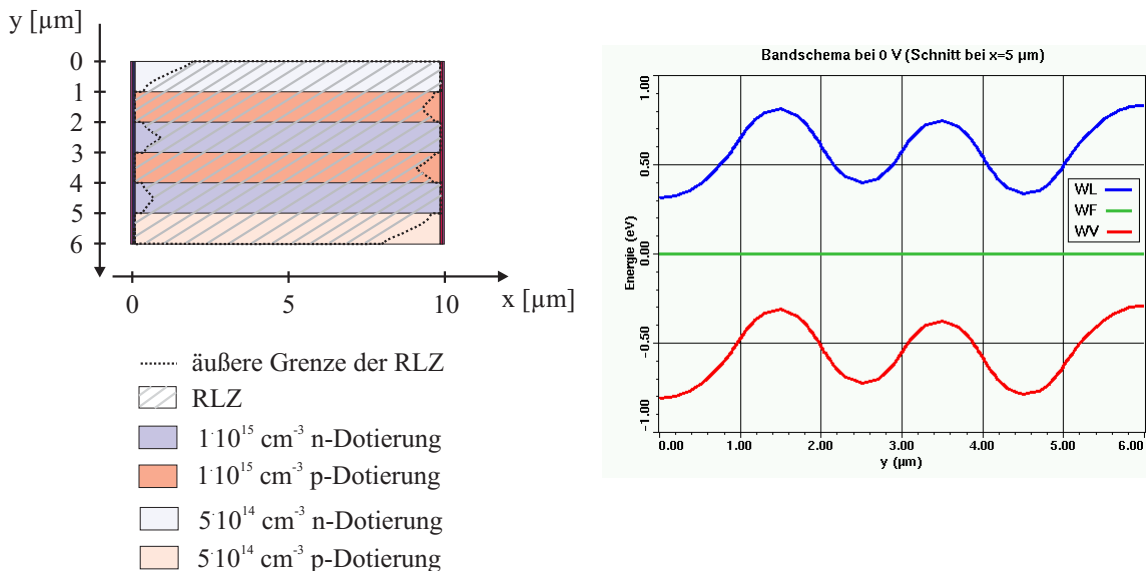 y [µm]
0
1
2
3
4
5
6
0
5
10
x [µm]
äußere Grenze der RLZ
RLZ
1·10¹⁵ cm⁻³ n-Dotierung
1·10¹⁵ cm⁻³ p-Dotierung
5·10¹⁴ cm⁻³ n-Dotierung
5·10¹⁴ cm⁻³ p-Dotierung
Bandschema bei 0 V (Schnitt bei x=5 µm)
Energie (eV)
1.00
0.50
0.00
-0.50
-1.00
WL
WF
WV
0.00
1.00
2.00
3.00
4.00
5.00
6.00
y (µm)